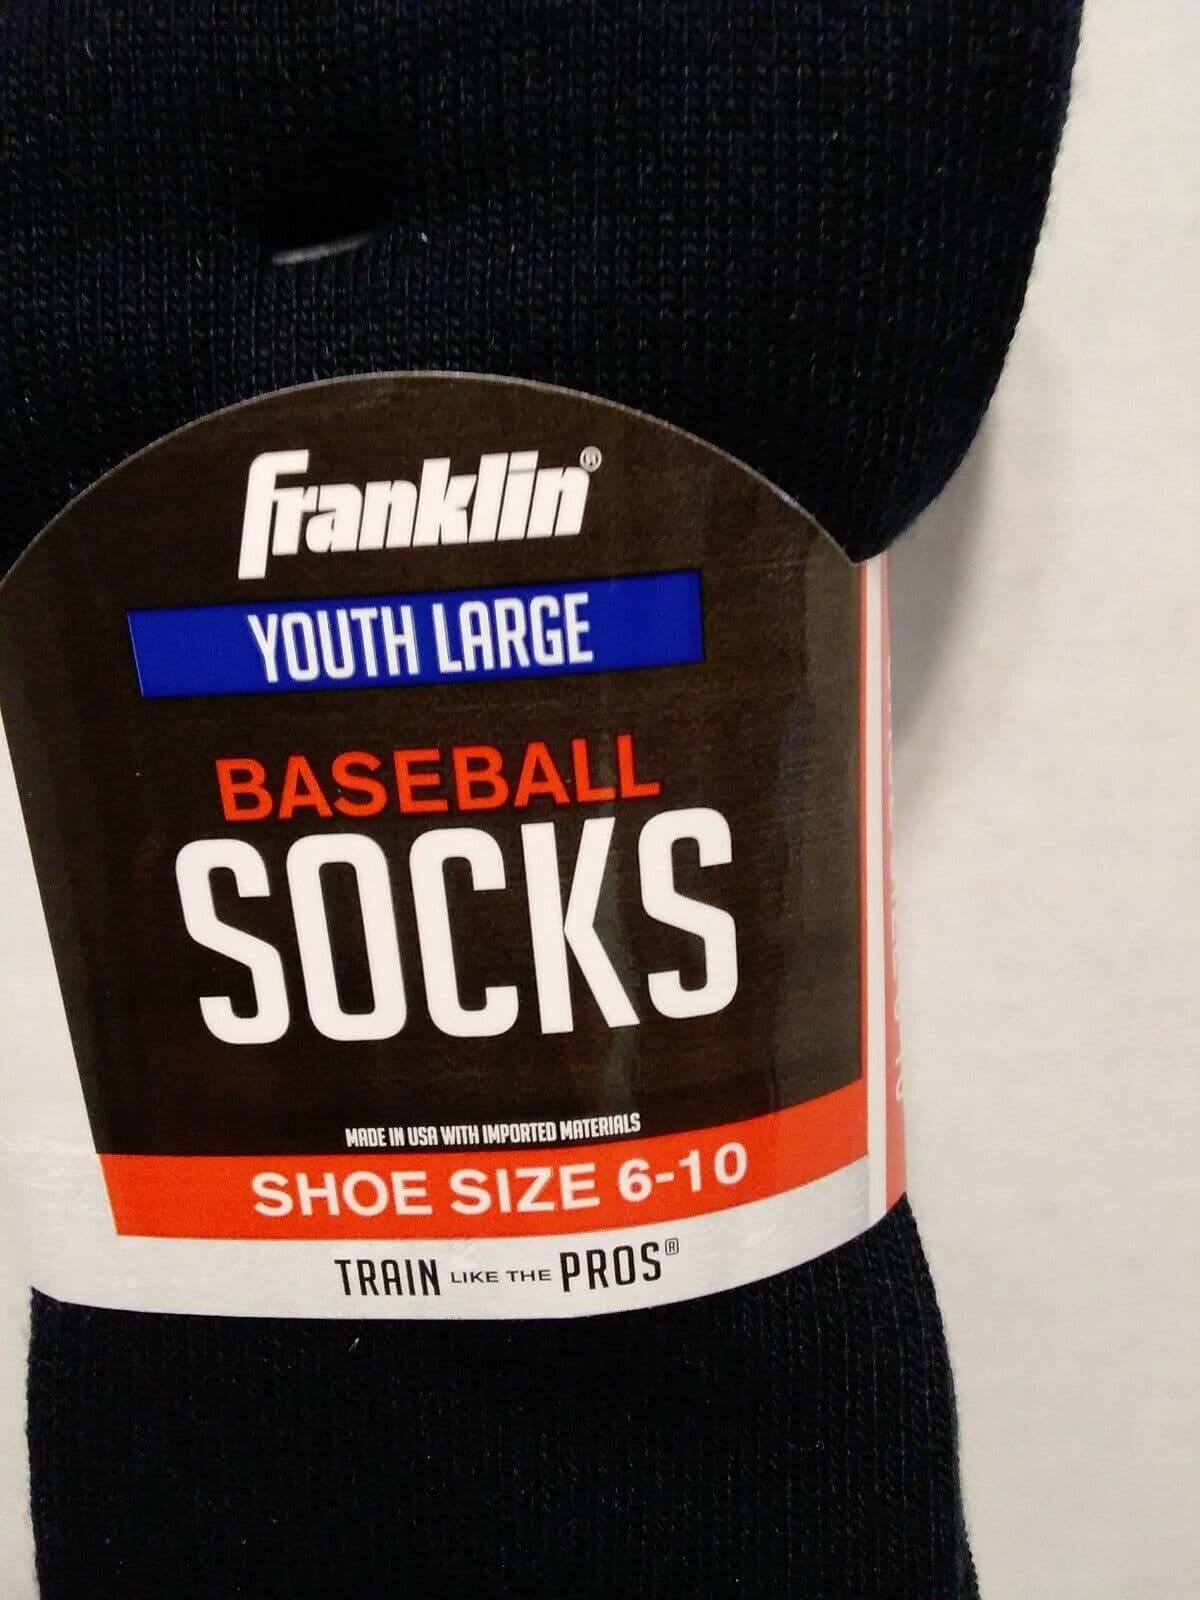 Franklin®
YOUTH LARGE
BASEBALL
SOCKS
MADE IN USA WITH IMPORTED MATERIALS
SHOE SIZE 6-10
TRAIN LIKE THE PROS®